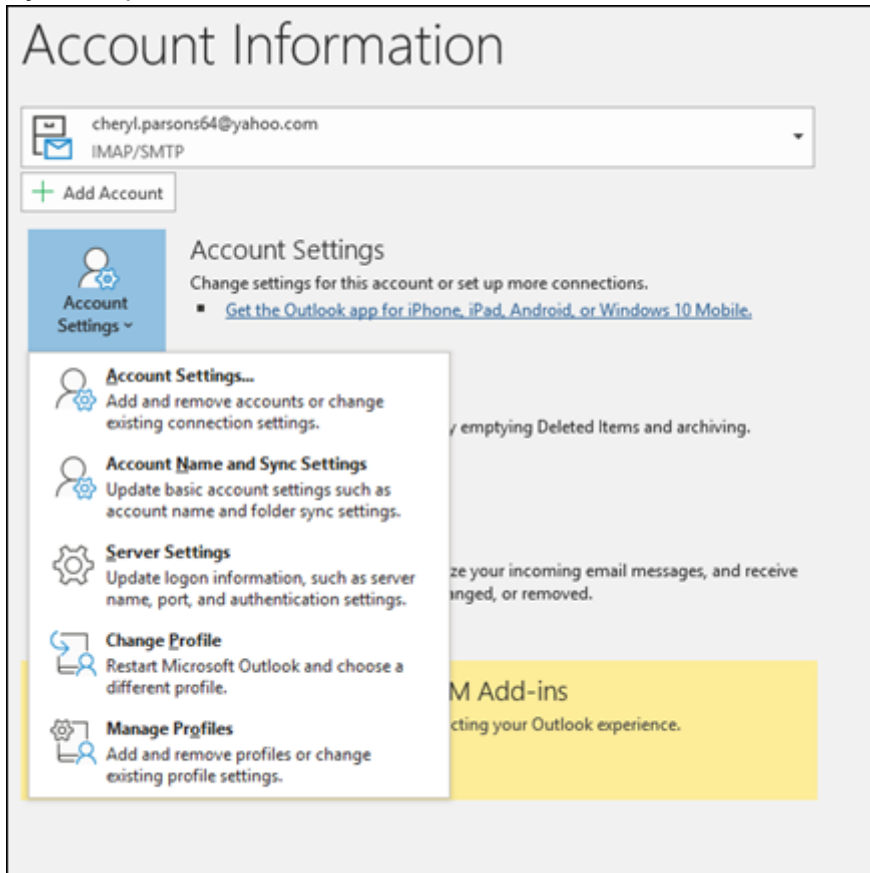 Account Information
cheryl.parsons64@yahoo.com
IMAP/SMTP
Add Account
Account
Settings
Account Settings
Change settings for this account or set up more connections.
Get the Outlook app for iPhone, iPad, Android, or Windows 10 Mobile.
Account Settings...
Add and remove accounts or change
existing connection settings.
emptying Deleted Items and archiving.
Account Name and Sync Settings
Update basic account settings such as
account name and folder sync settings.
Server Settings
Update logon information, such as server
name, port, and authentication settings.
ze your incoming email messages, and receive
anged, or removed.
Change Profile
Restart Microsoft Outlook and choose a
different profile.
M Add-ins
cting your Outlook experience.
Manage Profiles
Add and remove profiles or change
existing profile settings.